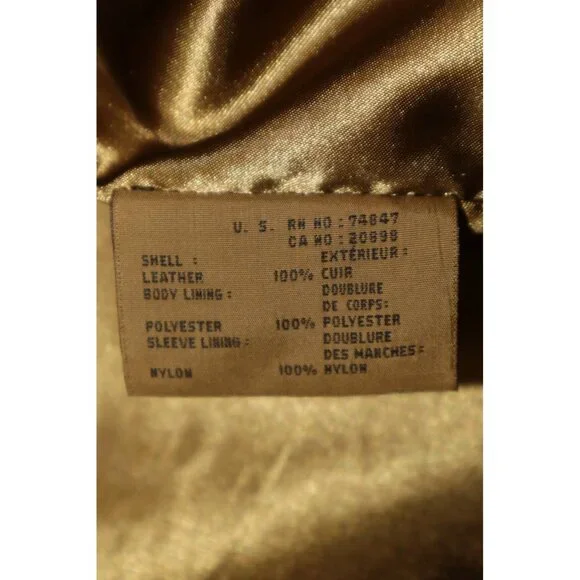 U. S. RN NO : 74847
CA NO : 20898
SHELL : EXTÉRIEUR :
LEATHER 100% CUIR
BODY LINING : DOUBLURE
DE CORPS:
POLYESTER 100% POLYESTER
SLEEVE LINING: DOUBLURE
DES MANCHES:
NYLON 100% NYLON